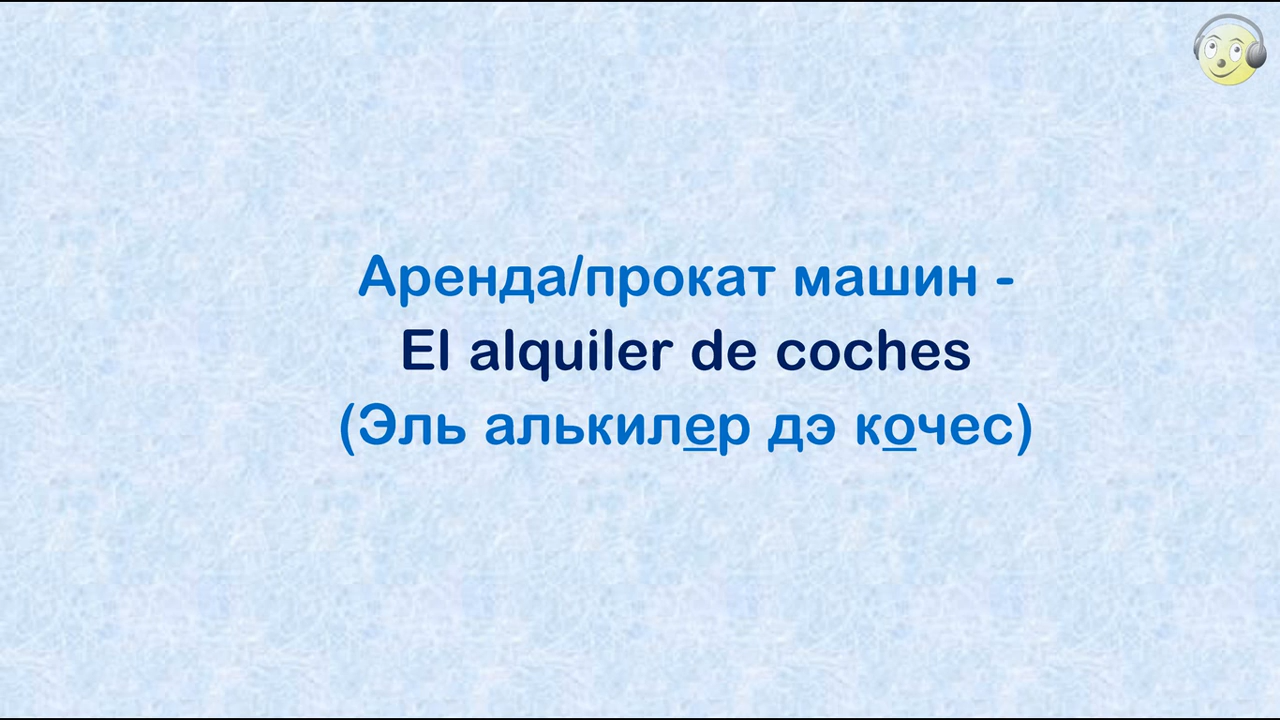 Аренда/прокат машин -
El alquiler de coches
(Эль алькилер дэ кочес)